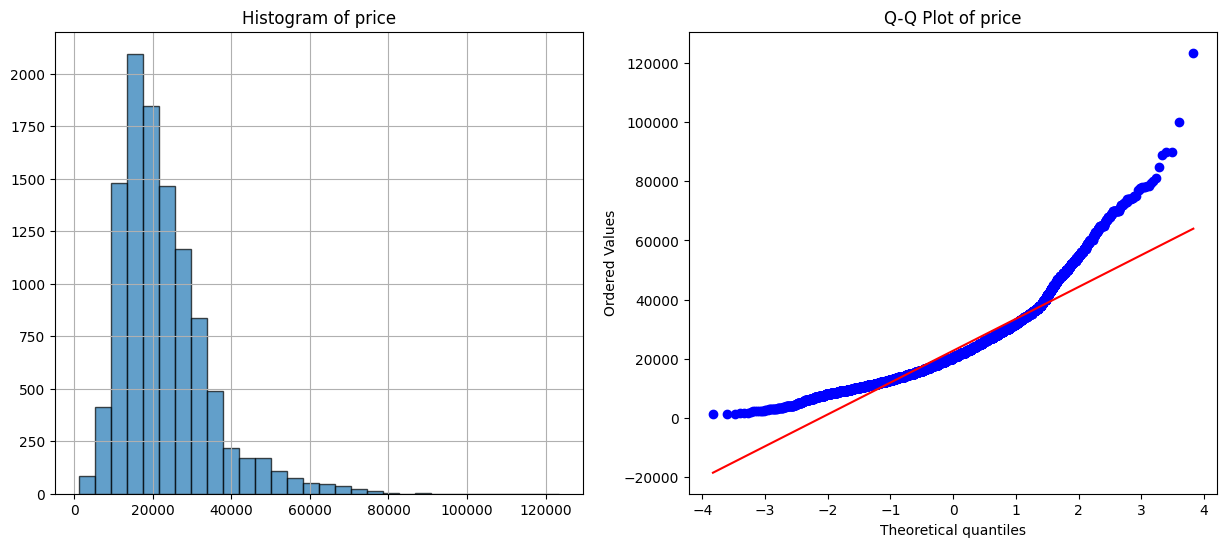 Histogram of price
2000
1750
1500
1250
1000
750
500
250
0
0 20000 40000 60000 80000 100000 120000
Q-Q Plot of price
Ordered Values
120000
100000
80000
60000
40000
20000
0
−20000
−4 −3 −2 −1 0 1 2 3 4
Theoretical quantiles